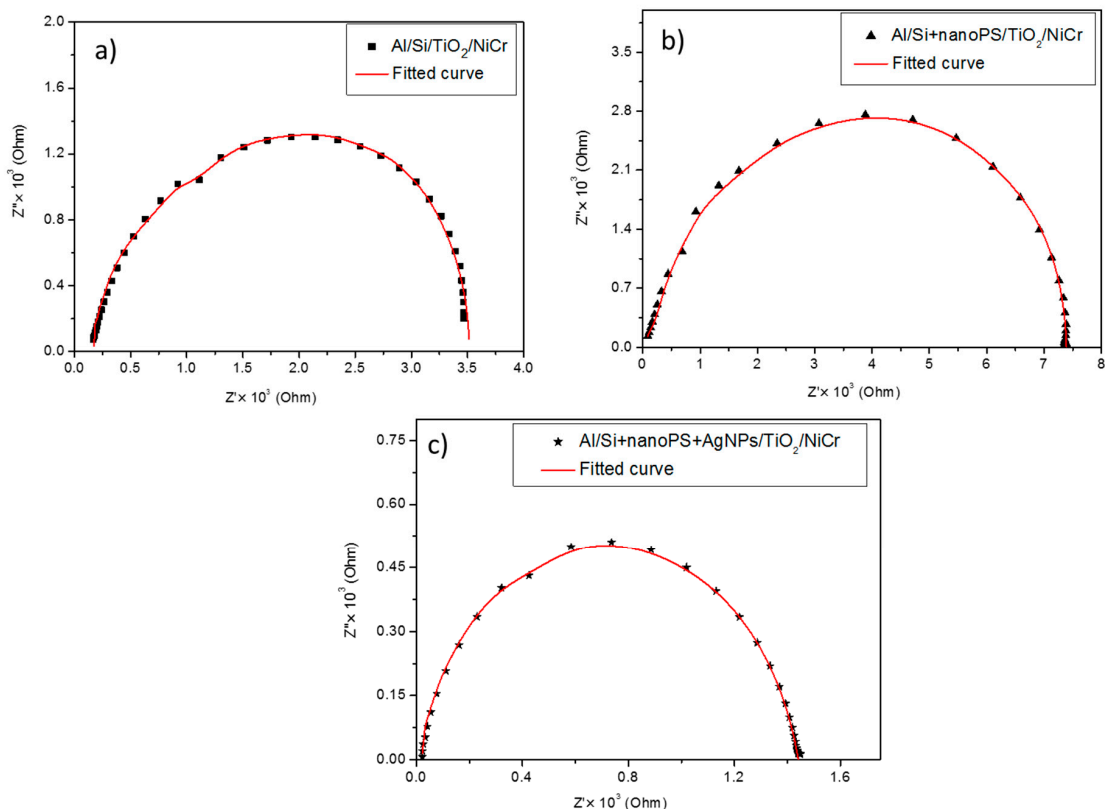 a)
Al/Si/TiO₂/NiCr
Fitted curve
2.0
1.6
1.2
0.8
0.4
0.0
Z''× 10³ (Ohm)
0.0 0.5 1.0 1.5 2.0 2.5 3.0 3.5 4.0
Z'× 10³ (Ohm)
b)
Al/Si+nanoPS/TiO₂/NiCr
Fitted curve
3.5
2.8
2.1
1.4
0.7
0.0
Z''× 10³ (Ohm)
0 1 2 3 4 5 6 7 8
Z'× 10³ (Ohm)
c)
Al/Si+nanoPS+AgNPs/TiO₂/NiCr
Fitted curve
0.75
0.60
0.45
0.30
0.15
0.00
Z''× 10³ (Ohm)
0.0 0.4 0.8 1.2 1.6
Z'× 10³ (Ohm)